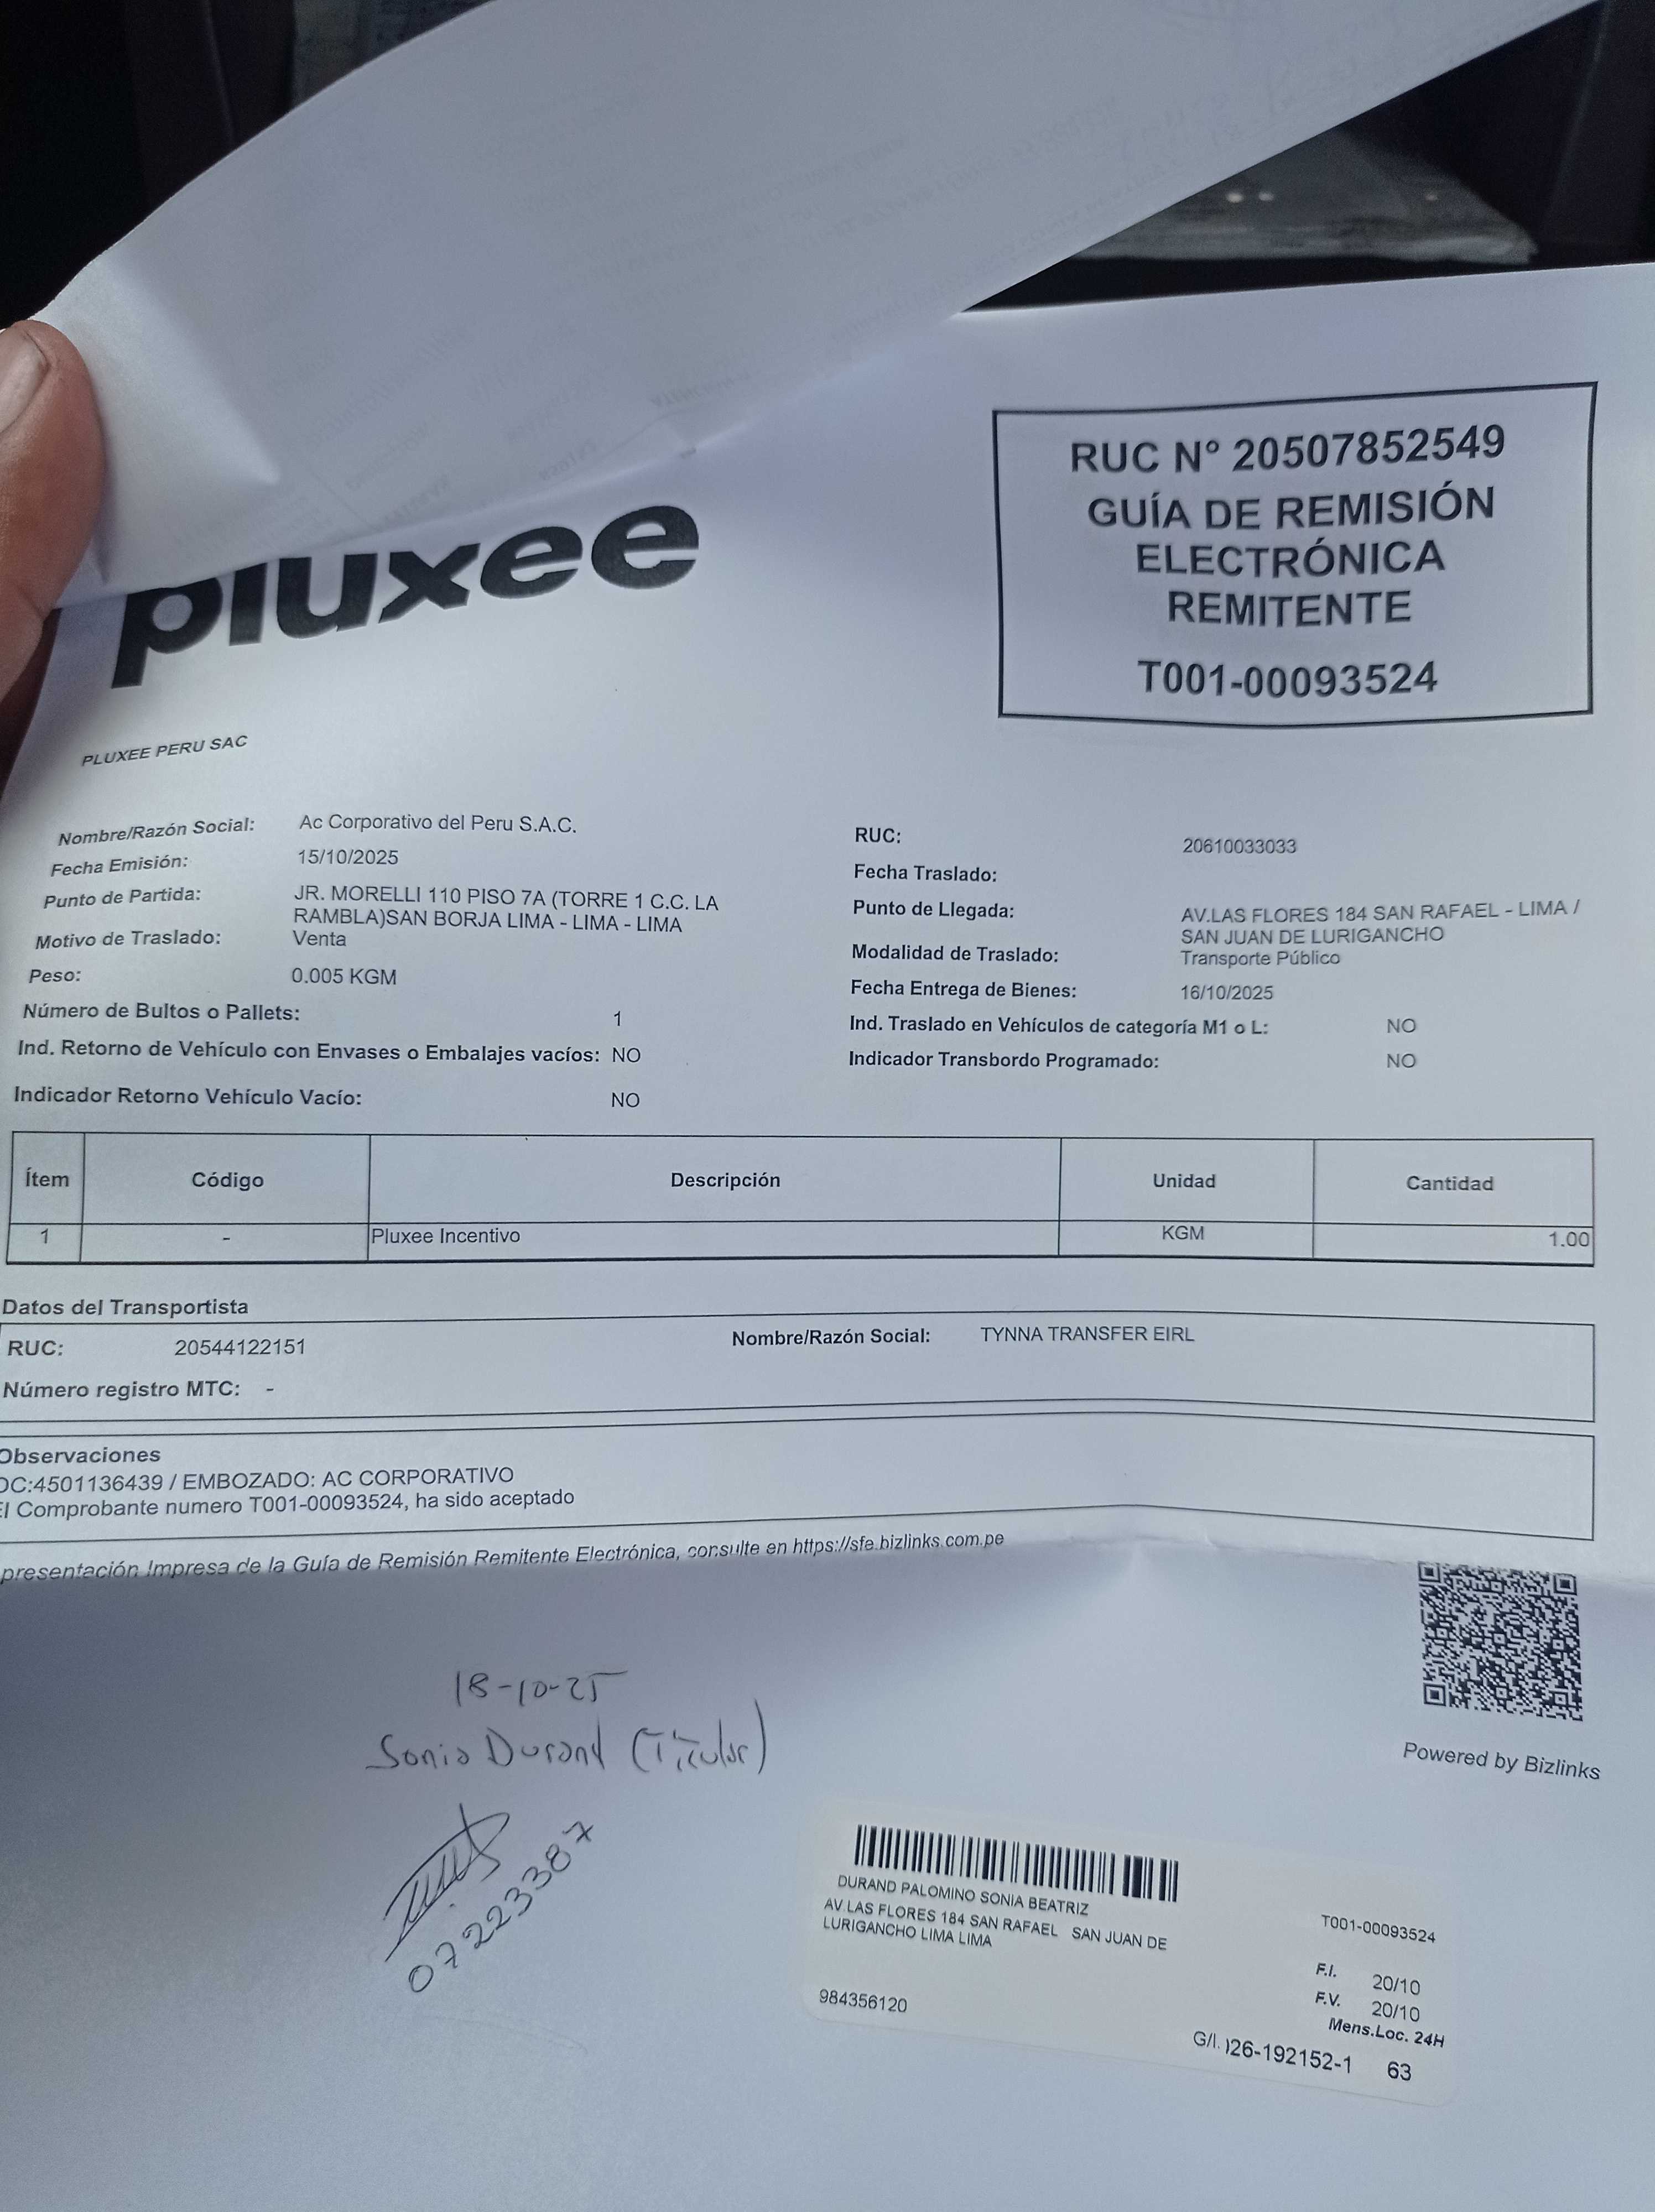 pluxee
RUC N° 20507852549
GUÍA DE REMISIÓN
ELECTRÓNICA
REMITENTE
T001-00093524
PLUXEE PERU SAC
Nombre/Razón Social: Ac Corporativo del Peru S.A.C.
Fecha Emisión: 15/10/2025
Punto de Partida: JR. MORELLI 110 PISO 7A (TORRE 1 C.C. LA
RAMBLA)SAN BORJA LIMA - LIMA - LIMA
Motivo de Traslado: Venta
Peso: 0.005 KGM
Número de Bultos o Pallets: 1
Ind. Retorno de Vehículo con Envases o Embalajes vacíos: NO
Indicador Retorno Vehículo Vacío: NO
RUC: 20610033033
Fecha Traslado:
Punto de Llegada: AV.LAS FLORES 184 SAN RAFAEL - LIMA /
SAN JUAN DE LURIGANCHO
Modalidad de Traslado: Transporte Público
Fecha Entrega de Bienes: 16/10/2025
Ind. Traslado en Vehículos de categoría M1 o L: NO
Indicador Transbordo Programado: NO
Ítem Código Descripción Unidad Cantidad
1 - Pluxee Incentivo KGM 1.00
Datos del Transportista
RUC: 20544122151 Nombre/Razón Social: TYNNA TRANSFER EIRL
Número registro MTC: -
Observaciones
OC:4501136439 / EMBOZADO: AC CORPORATIVO
El Comprobante numero T001-00093524, ha sido aceptado
presentación Impresa de la Guía de Remisión Remitente Electrónica, consulte en https://sfe.bizlinks.com.pe
Powered by Bizlinks
18-10-25
Sonia Durand (Titular)
07223387
DURAND PALOMINO SONIA BEATRIZ
AV.LAS FLORES 184 SAN RAFAEL SAN JUAN DE
LURIGANCHO LIMA LIMA
984356120
T001-00093524
F.I. 20/10
F.V. 20/10
Mens.Loc. 24H
G/I. 026-192152-1 63